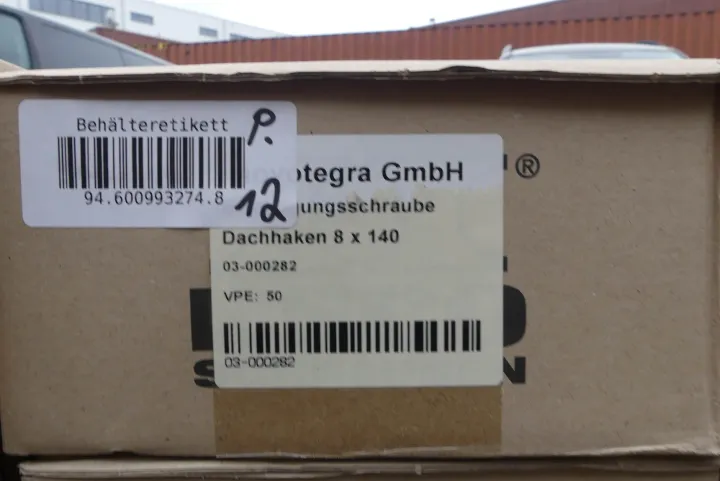 Behälteretikett
94.600993274.8
P.
12
otegra GmbH
gungsschraube
Dachhaken 8 x 140
03-000282
VPE: 50
03-000282
®